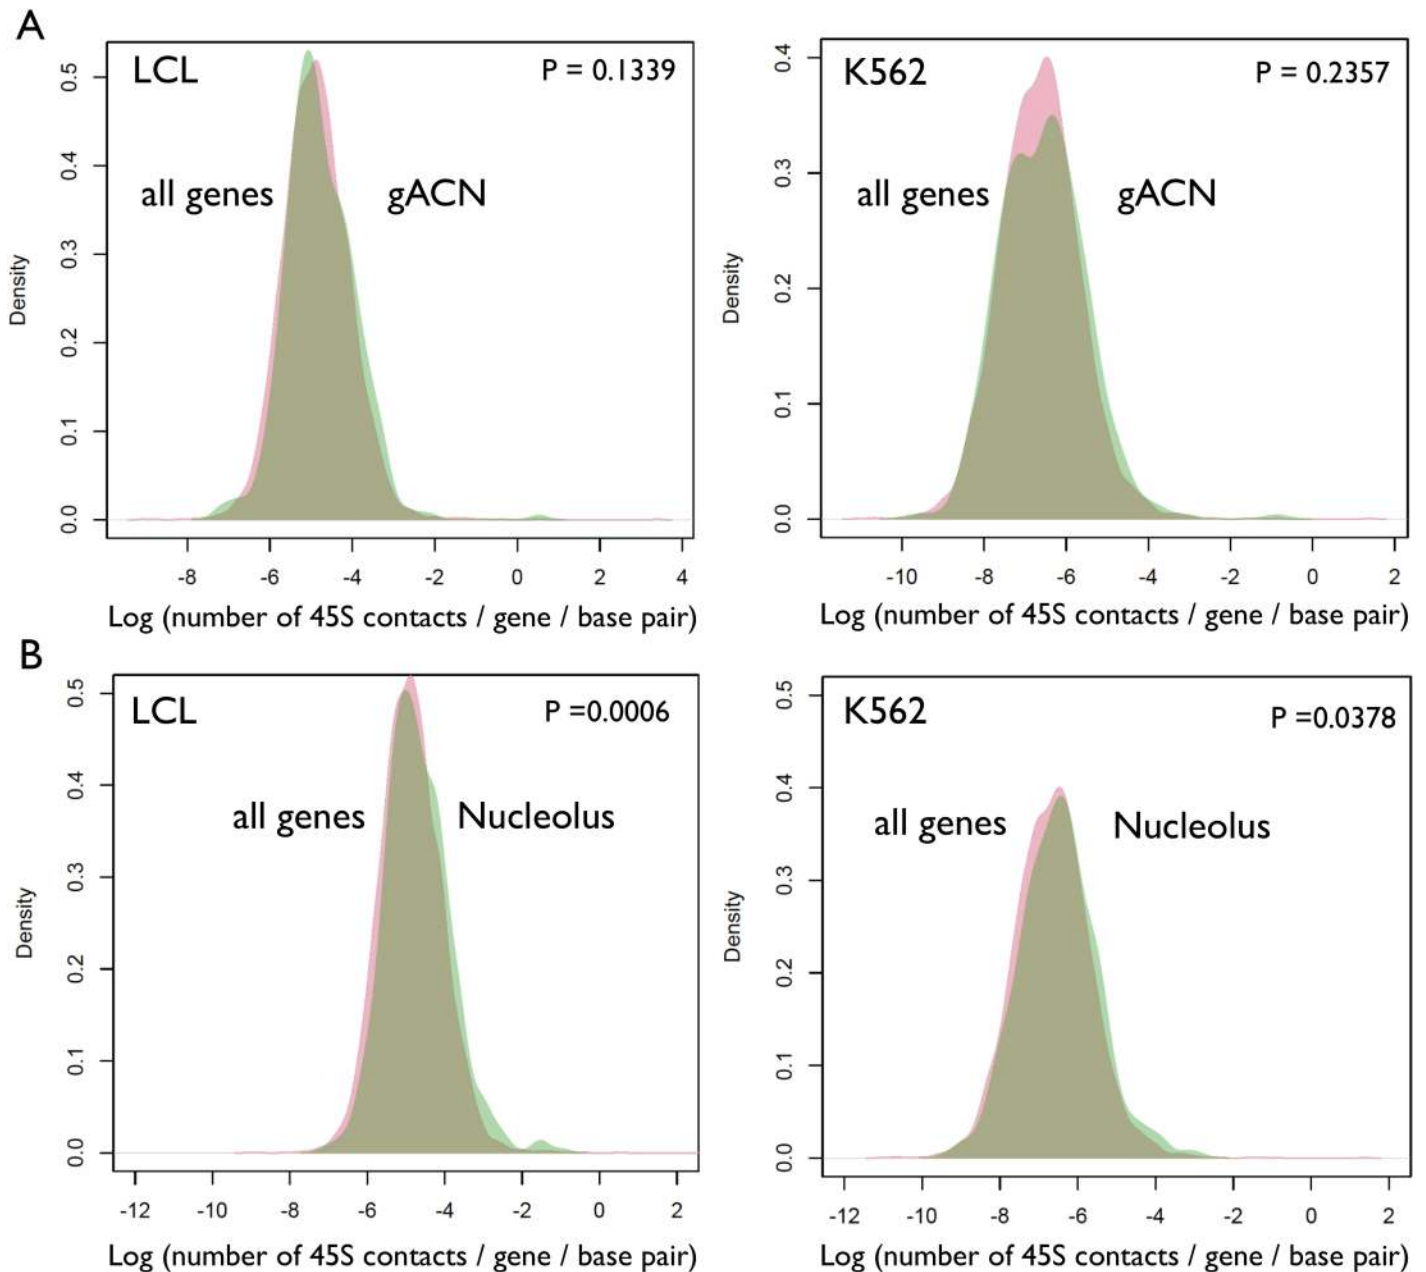 A
LCL
P = 0.1339
all genes
gACN
Density
0.0
0.1
0.2
0.3
0.4
0.5
-8
-6
-4
-2
0
2
4
Log (number of 45S contacts / gene / base pair)
K562
P = 0.2357
all genes
gACN
Density
0.0
0.1
0.2
0.3
0.4
-10
-8
-6
-4
-2
0
2
Log (number of 45S contacts / gene / base pair)
B
LCL
P =0.0006
all genes
Nucleolus
Density
0.0
0.1
0.2
0.3
0.4
0.5
-12
-10
-8
-6
-4
-2
0
2
Log (number of 45S contacts / gene / base pair)
K562
P =0.0378
all genes
Nucleolus
Density
0.0
0.1
0.2
0.3
0.4
0.5
-12
-10
-8
-6
-4
-2
0
2
Log (number of 45S contacts / gene / base pair)